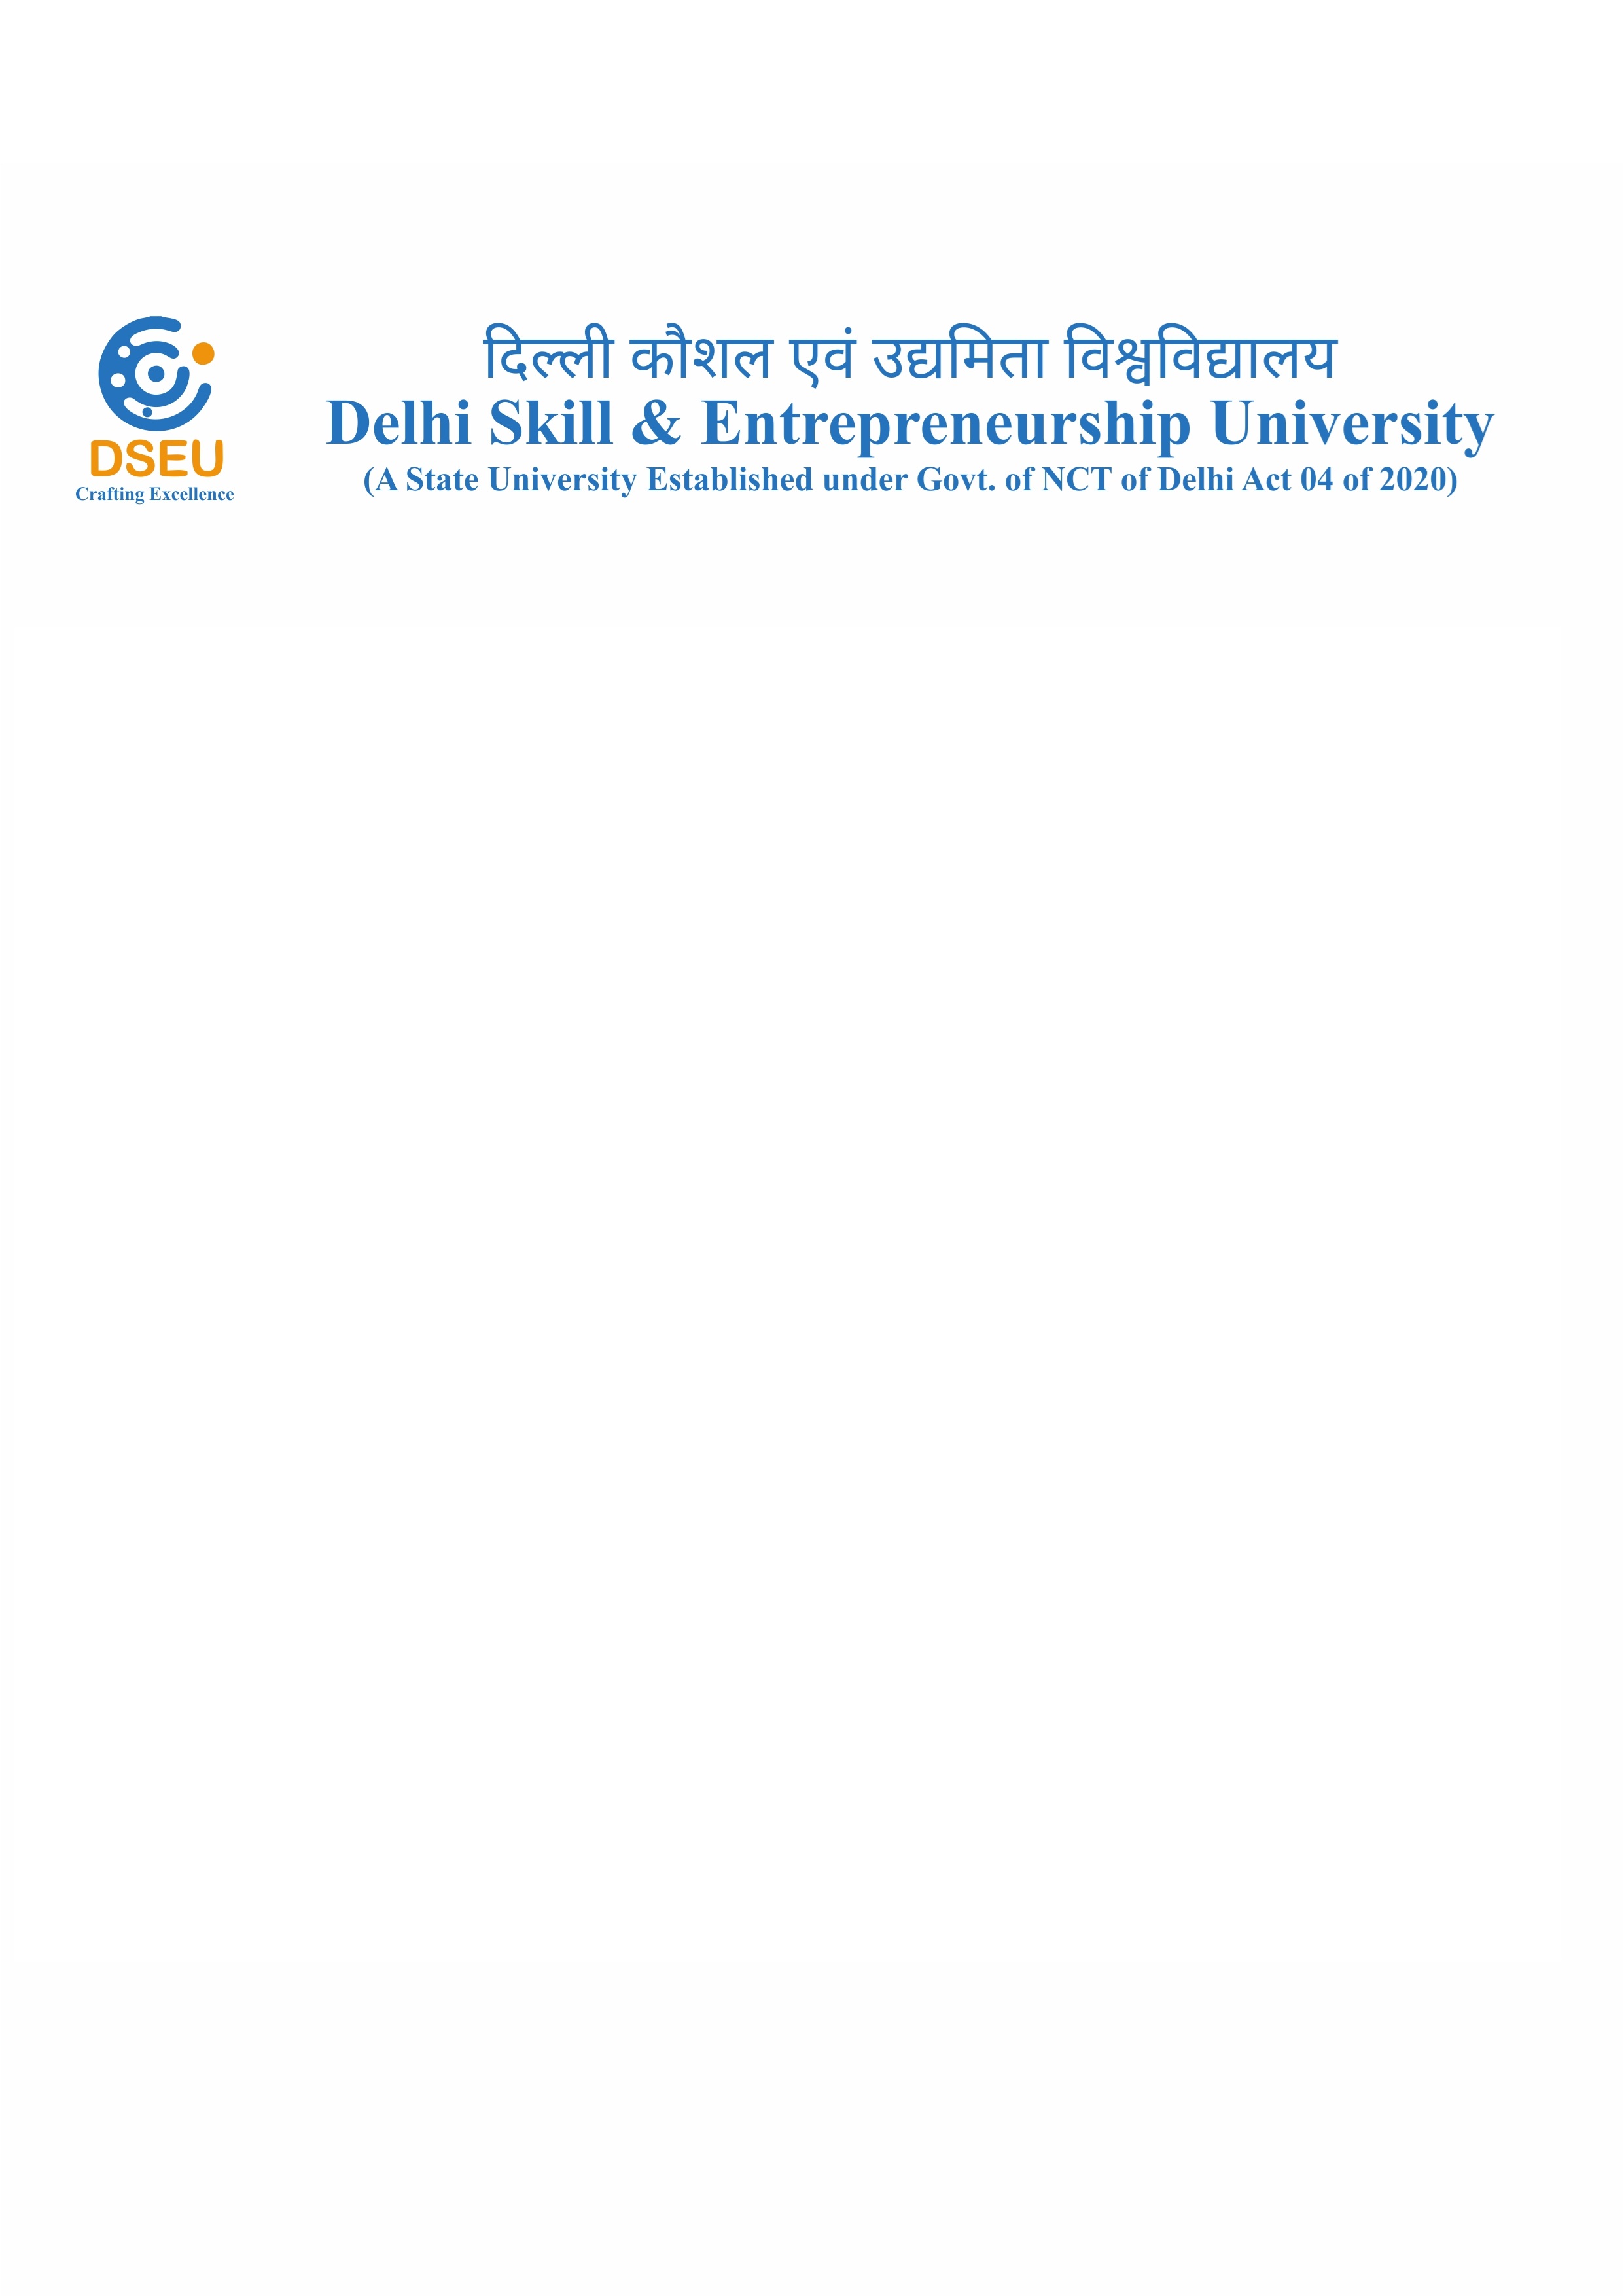 दिल्ली कौशल एवं उद्यमिता विश्वविद्यालय
Delhi Skill & Entrepreneurship University
(A State University Established under Govt. of NCT of Delhi Act 04 of 2020)
DSEU
Crafting Excellence